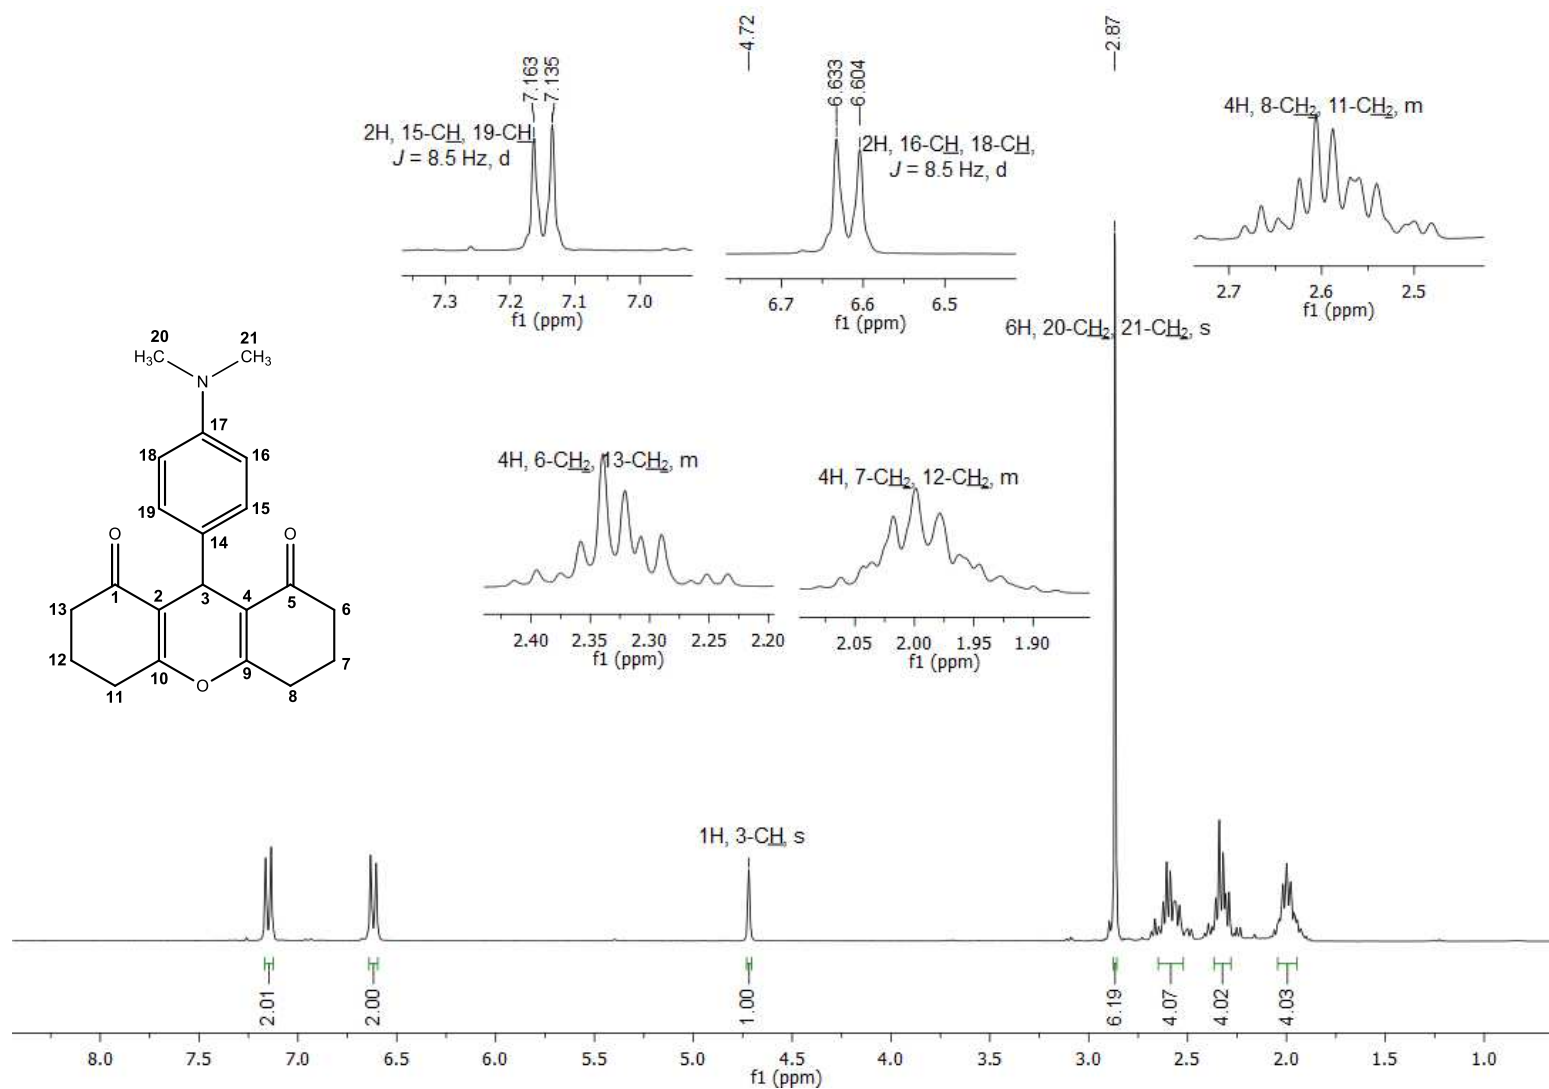 4.72
2.87
7.163
7.135
6.633
6.604
2H, 15-CH, 19-CH
J = 8.5 Hz, d
2H, 16-CH, 18-CH,
J = 8.5 Hz, d
4H, 8-CH2, 11-CH2, m
7.3 7.2 7.1 7.0
f1 (ppm)
6.7 6.6 6.5
f1 (ppm)
2.7 2.6 2.5
f1 (ppm)
6H, 20-CH2, 21-CH2, s
20 21
H3C CH3
N
17
18 16
19 15
14
O O
1 2 3 4 5
13 6
12 7
10 O 9
11 8
4H, 6-CH2, 13-CH2, m
4H, 7-CH2, 12-CH2, m
2.40 2.35 2.30 2.25 2.20
f1 (ppm)
2.05 2.00 1.95 1.90
f1 (ppm)
1H, 3-CH, s
2.01 2.00 1.00 6.19 4.07 4.02 4.03
8.0 7.5 7.0 6.5 6.0 5.5 5.0 4.5 4.0 3.5 3.0 2.5 2.0 1.5 1.0
f1 (ppm)